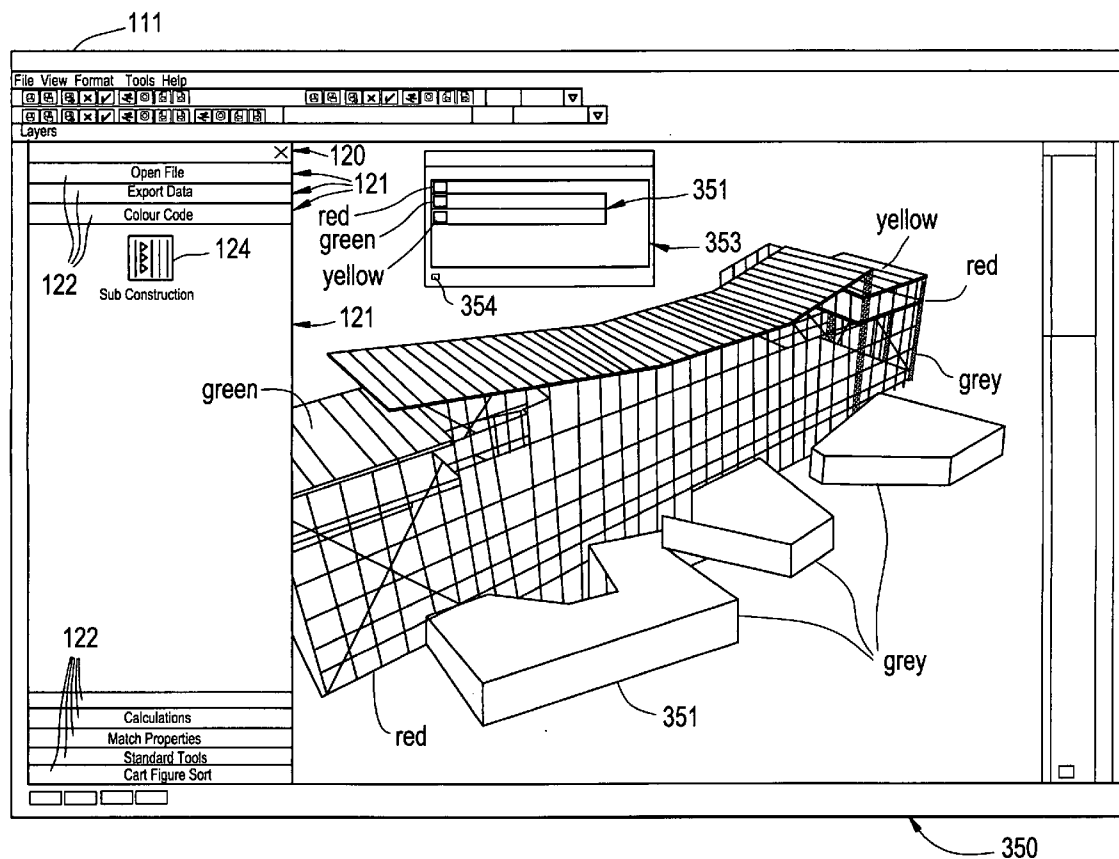 111
File View Format Tools Help
Layers
120
Open File
121
Export Data
Colour Code
351
red
green
353
yellow
yellow
red
124
122
Sub Construction
354
121
grey
green
122
grey
351
red
Calculations
Match Properties
Standard Tools
Cart Figure Sort
350